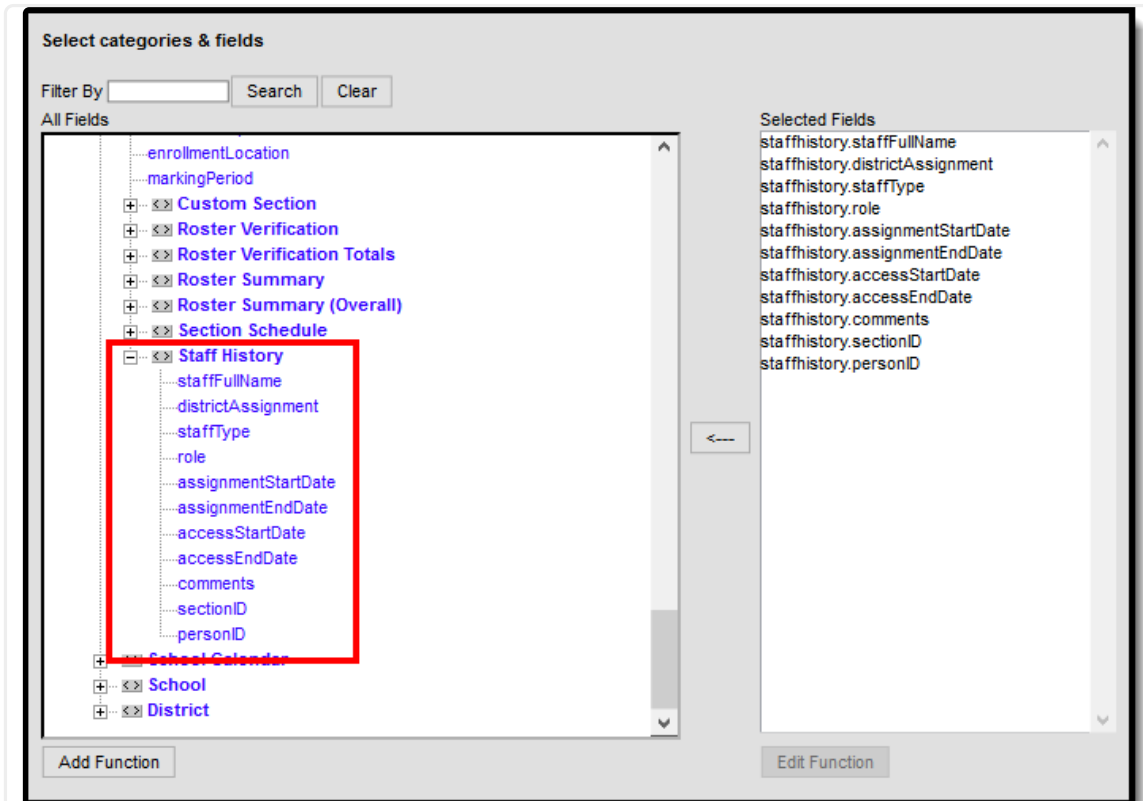 Select categories & fields
Filter By Search Clear
All Fields
enrollmentLocation
markingPeriod
Custom Section
Roster Verification
Roster Verification Totals
Roster Summary
Roster Summary (Overall)
Section Schedule
Staff History
staffFullName
districtAssignment
staffType
role
assignmentStartDate
assignmentEndDate
accessStartDate
accessEndDate
comments
sectionID
personID
School Calendar
School
District
Add Function
<---
Selected Fields
staffhistory.staffFullName
staffhistory.districtAssignment
staffhistory.staffType
staffhistory.role
staffhistory.assignmentStartDate
staffhistory.assignmentEndDate
staffhistory.accessStartDate
staffhistory.accessEndDate
staffhistory.comments
staffhistory.sectionID
staffhistory.personID
Edit Function